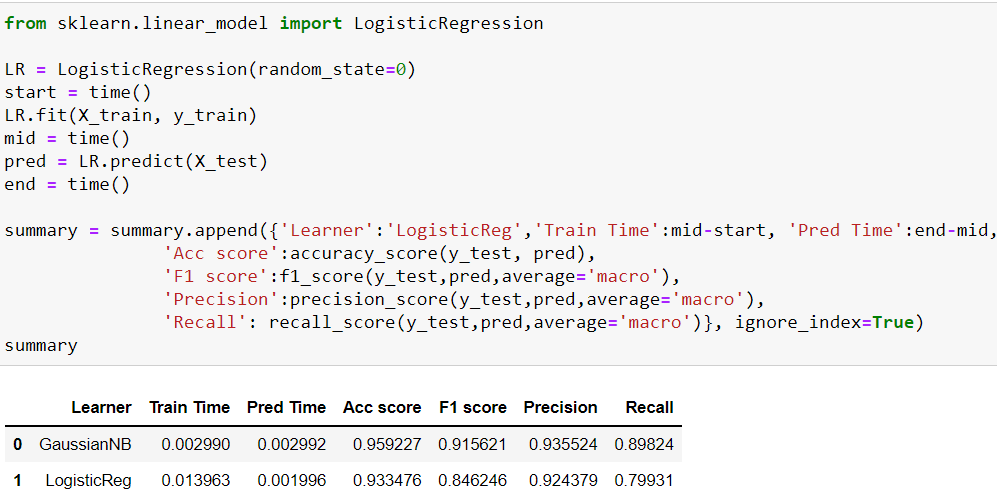 from sklearn.linear_model import LogisticRegression
LR = LogisticRegression(random_state=0)
start = time()
LR.fit(X_train, y_train)
mid = time()
pred = LR.predict(X_test)
end = time()
summary = summary.append({'Learner':'LogisticReg','Train Time':mid-start, 'Pred Time':end-mid,
'Acc score':accuracy_score(y_test, pred),
'F1 score':f1_score(y_test,pred,average='macro'),
'Precision':precision_score(y_test,pred,average='macro'),
'Recall': recall_score(y_test,pred,average='macro')}, ignore_index=True)
summary
Learner Train Time Pred Time Acc score F1 score Precision Recall
0 GaussianNB 0.002990 0.002992 0.959227 0.915621 0.935524 0.89824
1 LogisticReg 0.013963 0.001996 0.933476 0.846246 0.924379 0.79931